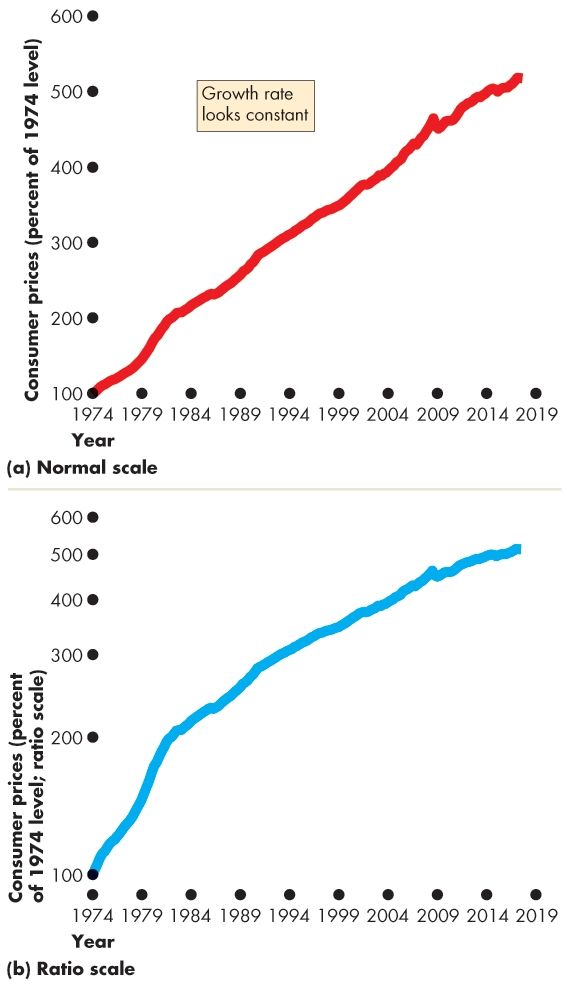 Consumer prices (percent of 1974 level)
600
500
400
300
200
100
Growth rate
looks constant
1974 1979 1984 1989 1994 1999 2004 2009 2014 2019
Year
(a) Normal scale
Consumer prices (percent
of 1974 level; ratio scale)
600
500
400
300
200
100
1974 1979 1984 1989 1994 1999 2004 2009 2014 2019
Year
(b) Ratio scale